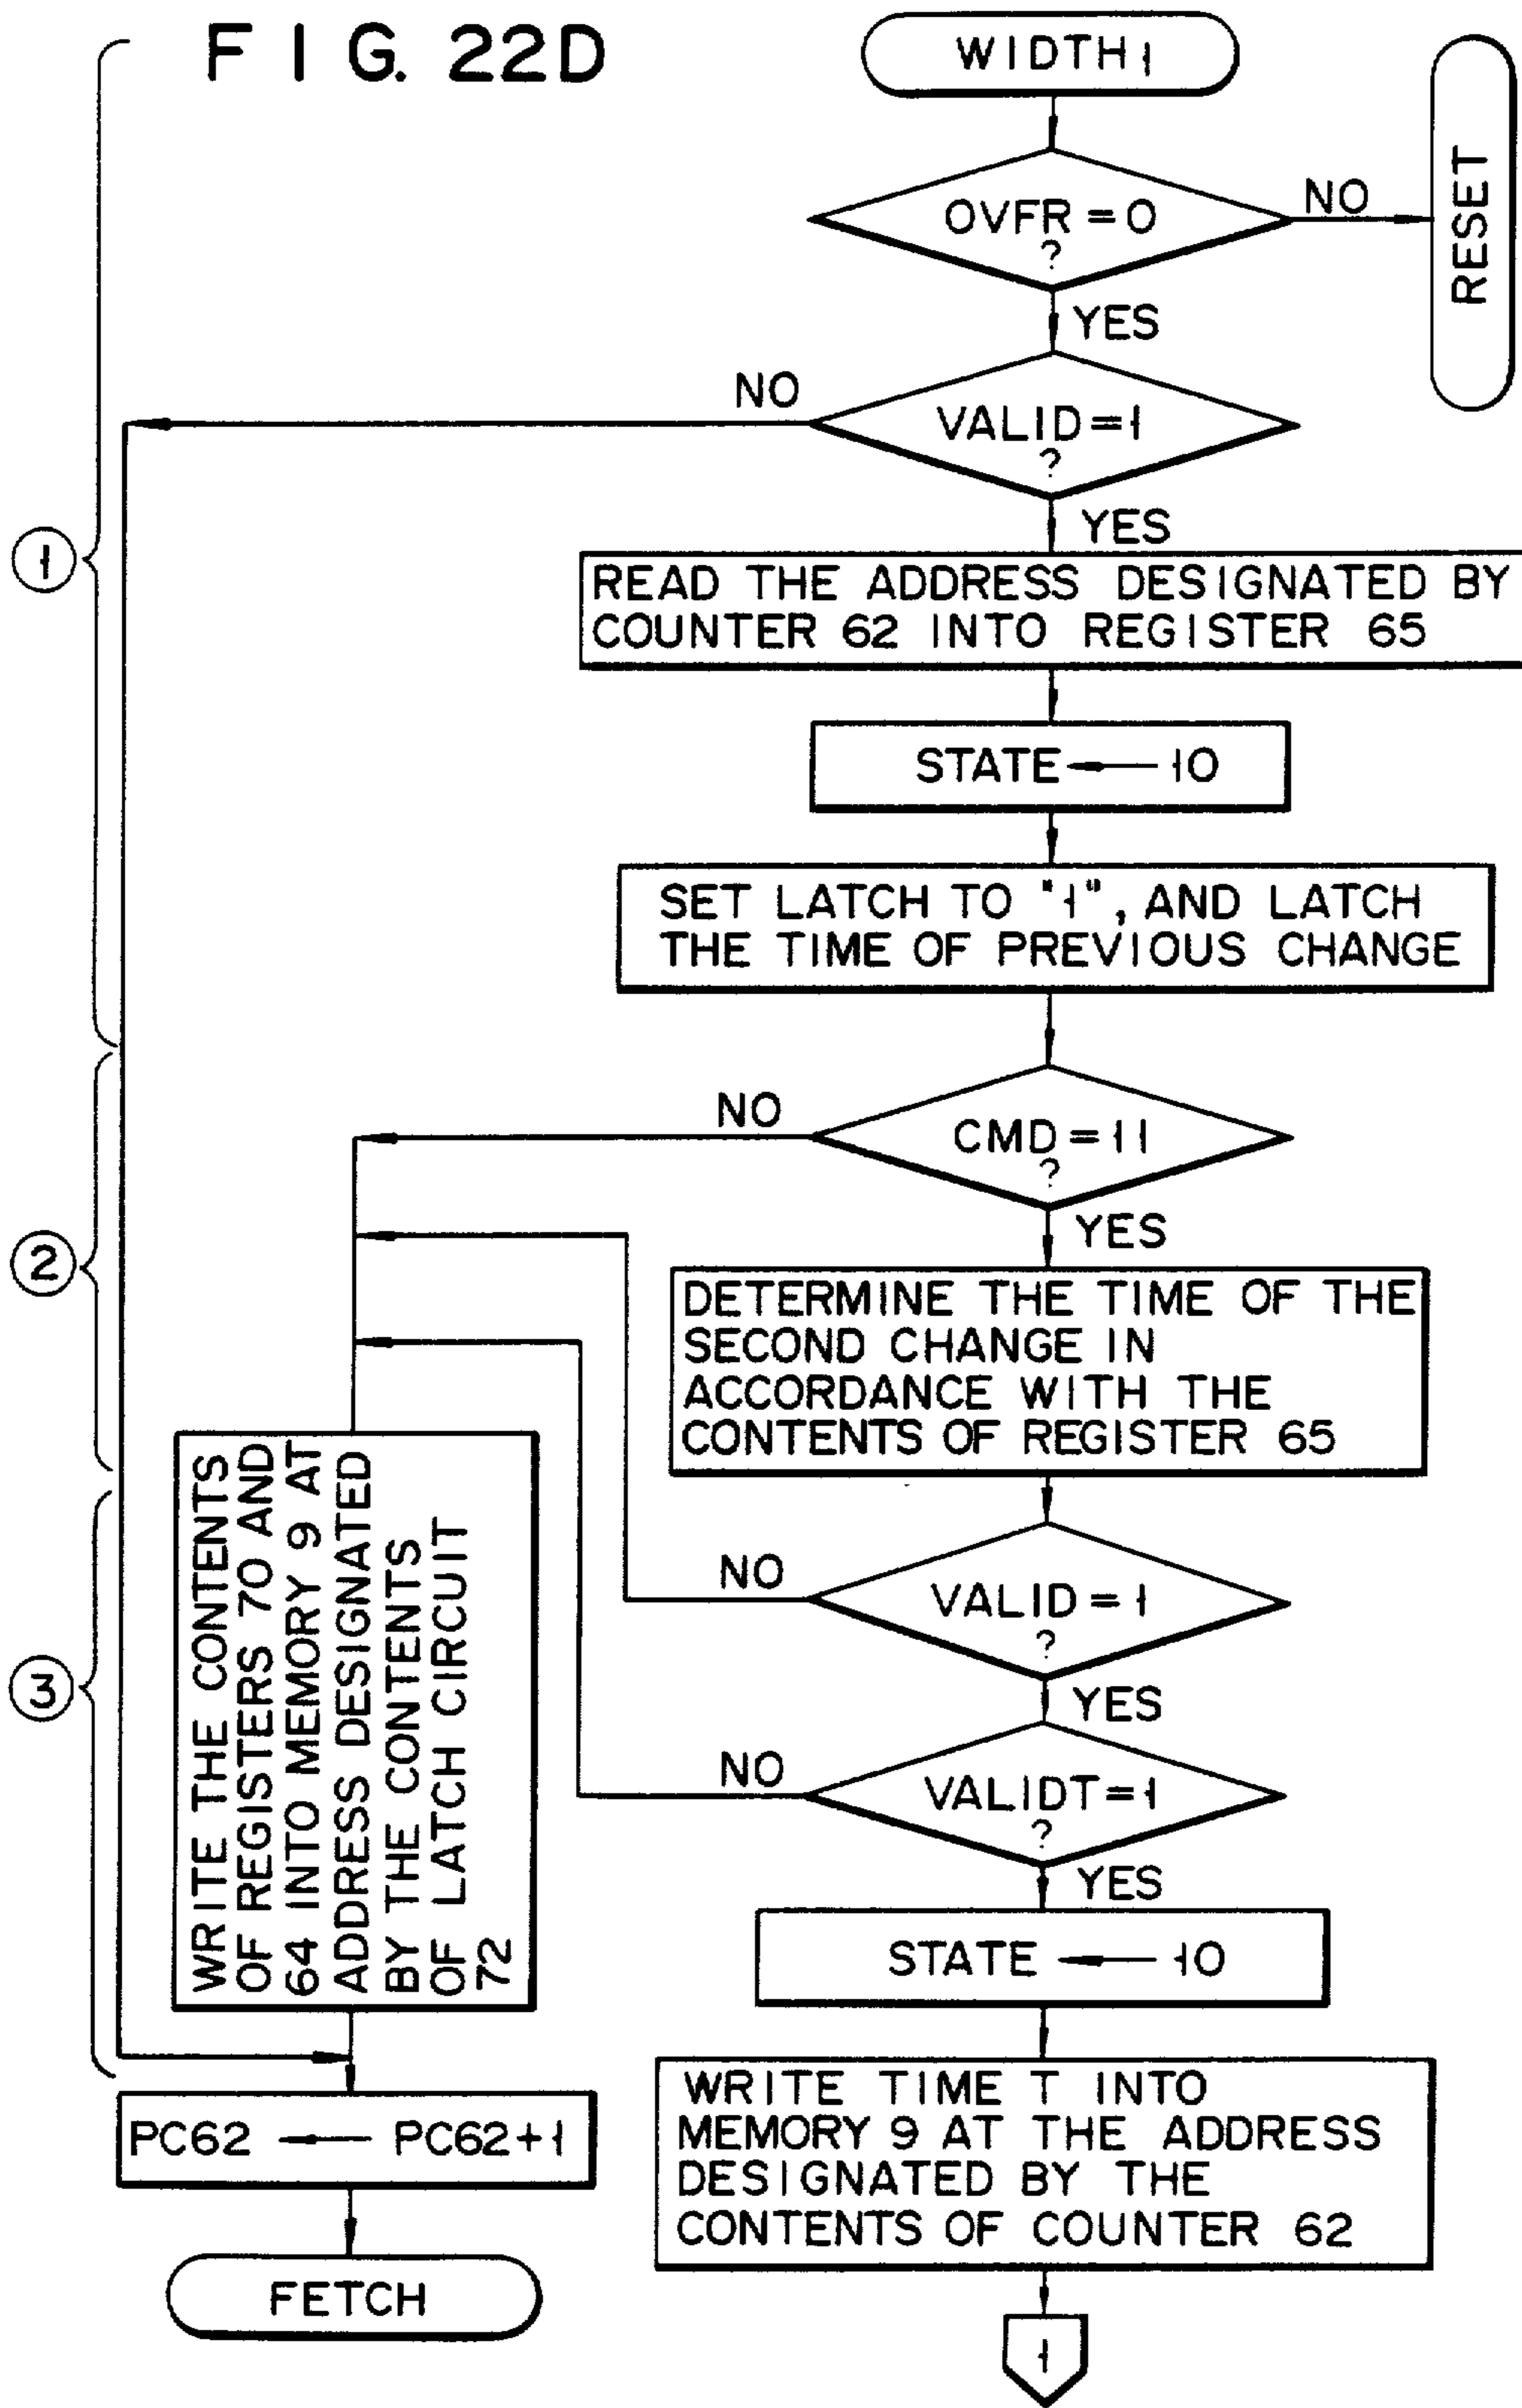 FIG. 22D
WIDTH 1
OVFR = 0
?
NO
RESET
YES
NO
VALID = 1
?
YES
1
READ THE ADDRESS DESIGNATED BY
COUNTER 62 INTO REGISTER 65
STATE ← 10
SET LATCH TO "1", AND LATCH
THE TIME OF PREVIOUS CHANGE
NO
CMD = 11
?
YES
2
DETERMINE THE TIME OF THE
SECOND CHANGE IN
ACCORDANCE WITH THE
CONTENTS OF REGISTER 65
WRITE THE CONTENTS
OF REGISTERS 70 AND
64 INTO MEMORY 9 AT
ADDRESS DESIGNATED
BY THE CONTENTS
OF LATCH CIRCUIT
72
NO
VALID = 1
?
YES
3
NO
VALIDT = 1
?
YES
STATE ← 10
PC62 ← PC62+1
WRITE TIME T INTO
MEMORY 9 AT THE ADDRESS
DESIGNATED BY THE
CONTENTS OF COUNTER 62
FETCH
1